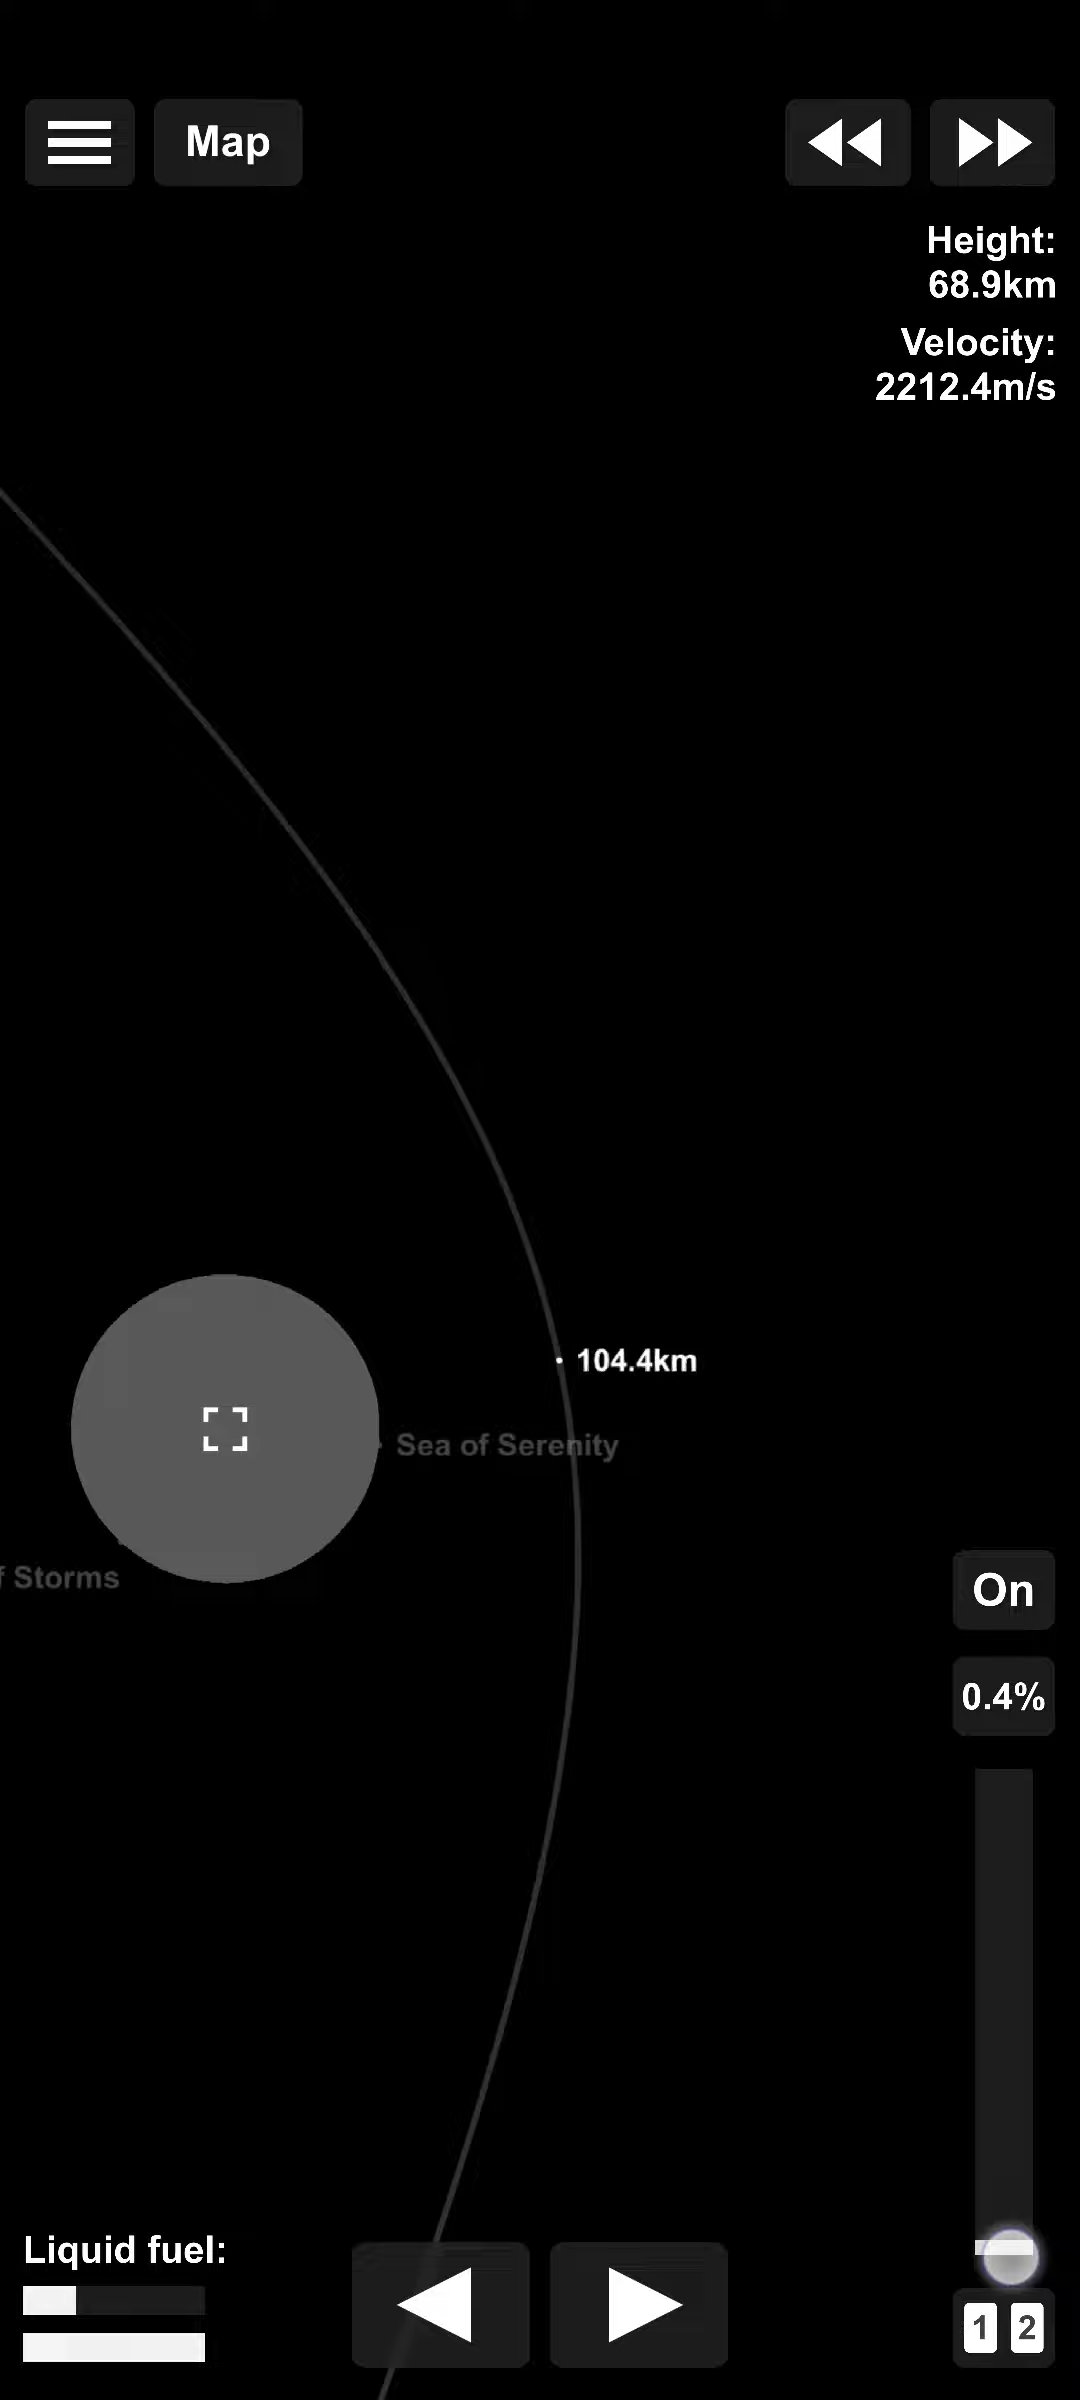 Map
Height:
68.9km
Velocity:
2212.4m/s
104.4km
Sea of Serenity
f Storms
On
0.4%
Liquid fuel:
1 2